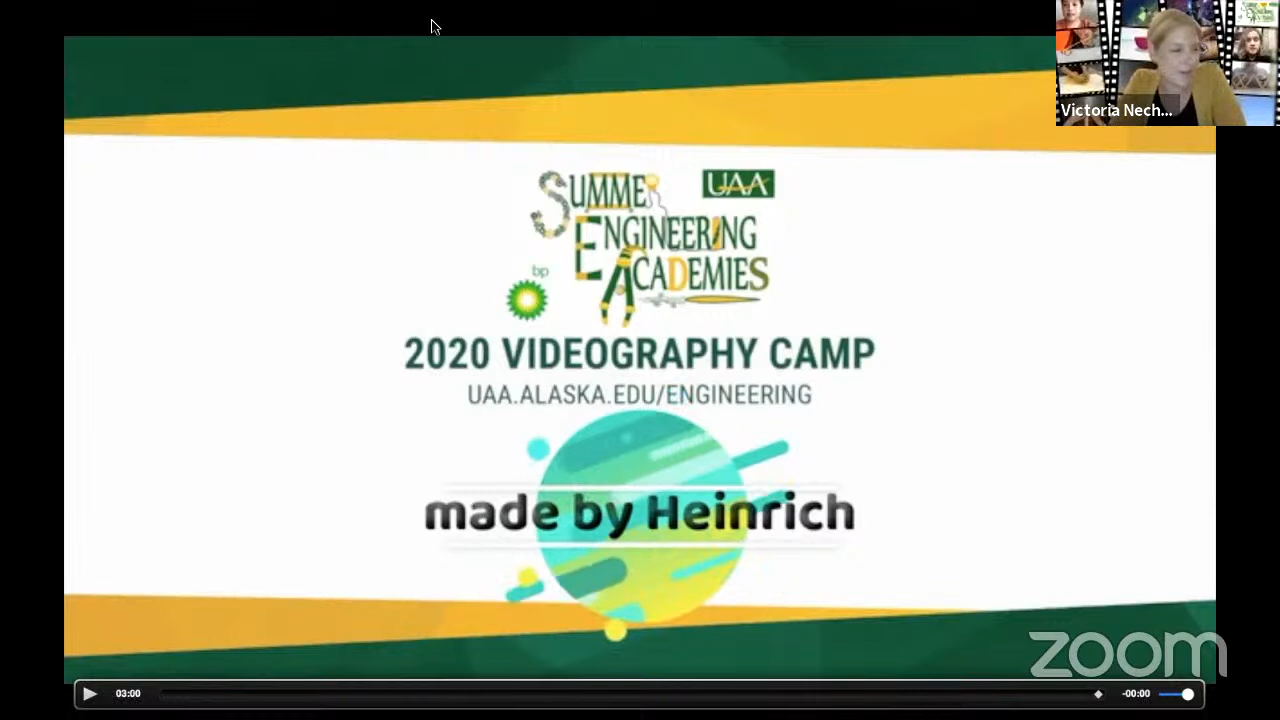 Victoria Nech...
SUMMER
UAA
ENGINEERING
ACADEMIES
bp
2020 VIDEOGRAPHY CAMP
UAA.ALASKA.EDU/ENGINEERING
made by Heinrich
zoom
03:00
-00:00